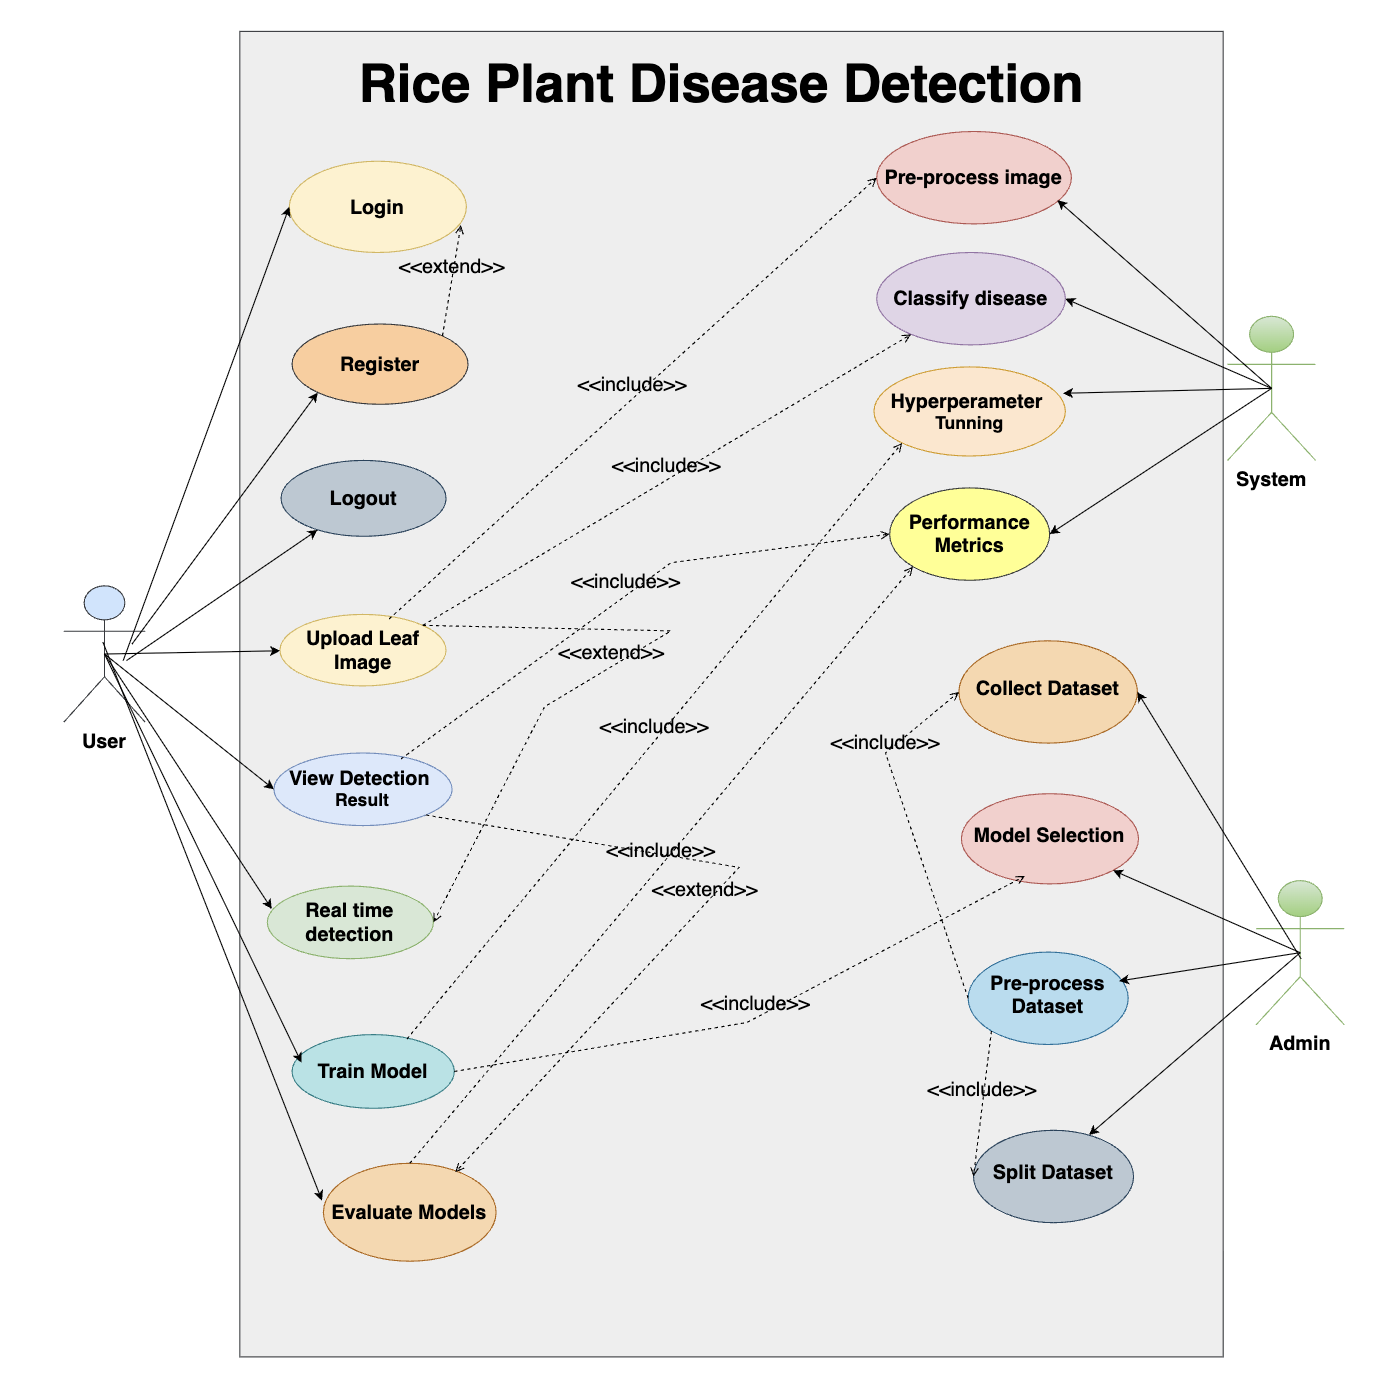 Rice Plant Disease Detection
Login
<<extend>>
Register
Logout
Upload Leaf
Image
View Detection
Result
Real time
detection
Train Model
Evaluate Models
User
<<include>>
<<include>>
<<include>>
<<extend>>
<<include>>
<<include>>
<<extend>>
<<include>>
Pre-process image
Classify disease
Hyperperameter
Tunning
Performance
Metrics
Collect Dataset
<<include>>
Model Selection
Pre-process
Dataset
<<include>>
Split Dataset
System
Admin